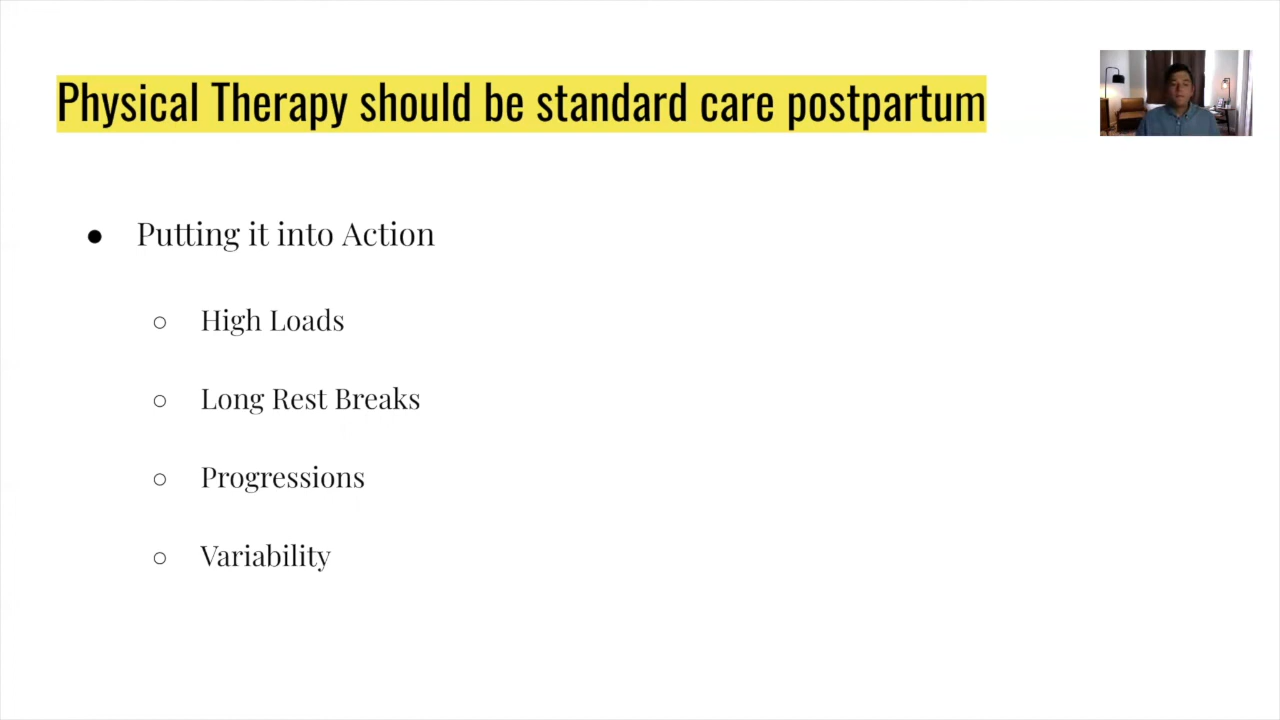 Physical Therapy should be standard care postpartum
● Putting it into Action
○ High Loads
○ Long Rest Breaks
○ Progressions
○ Variability